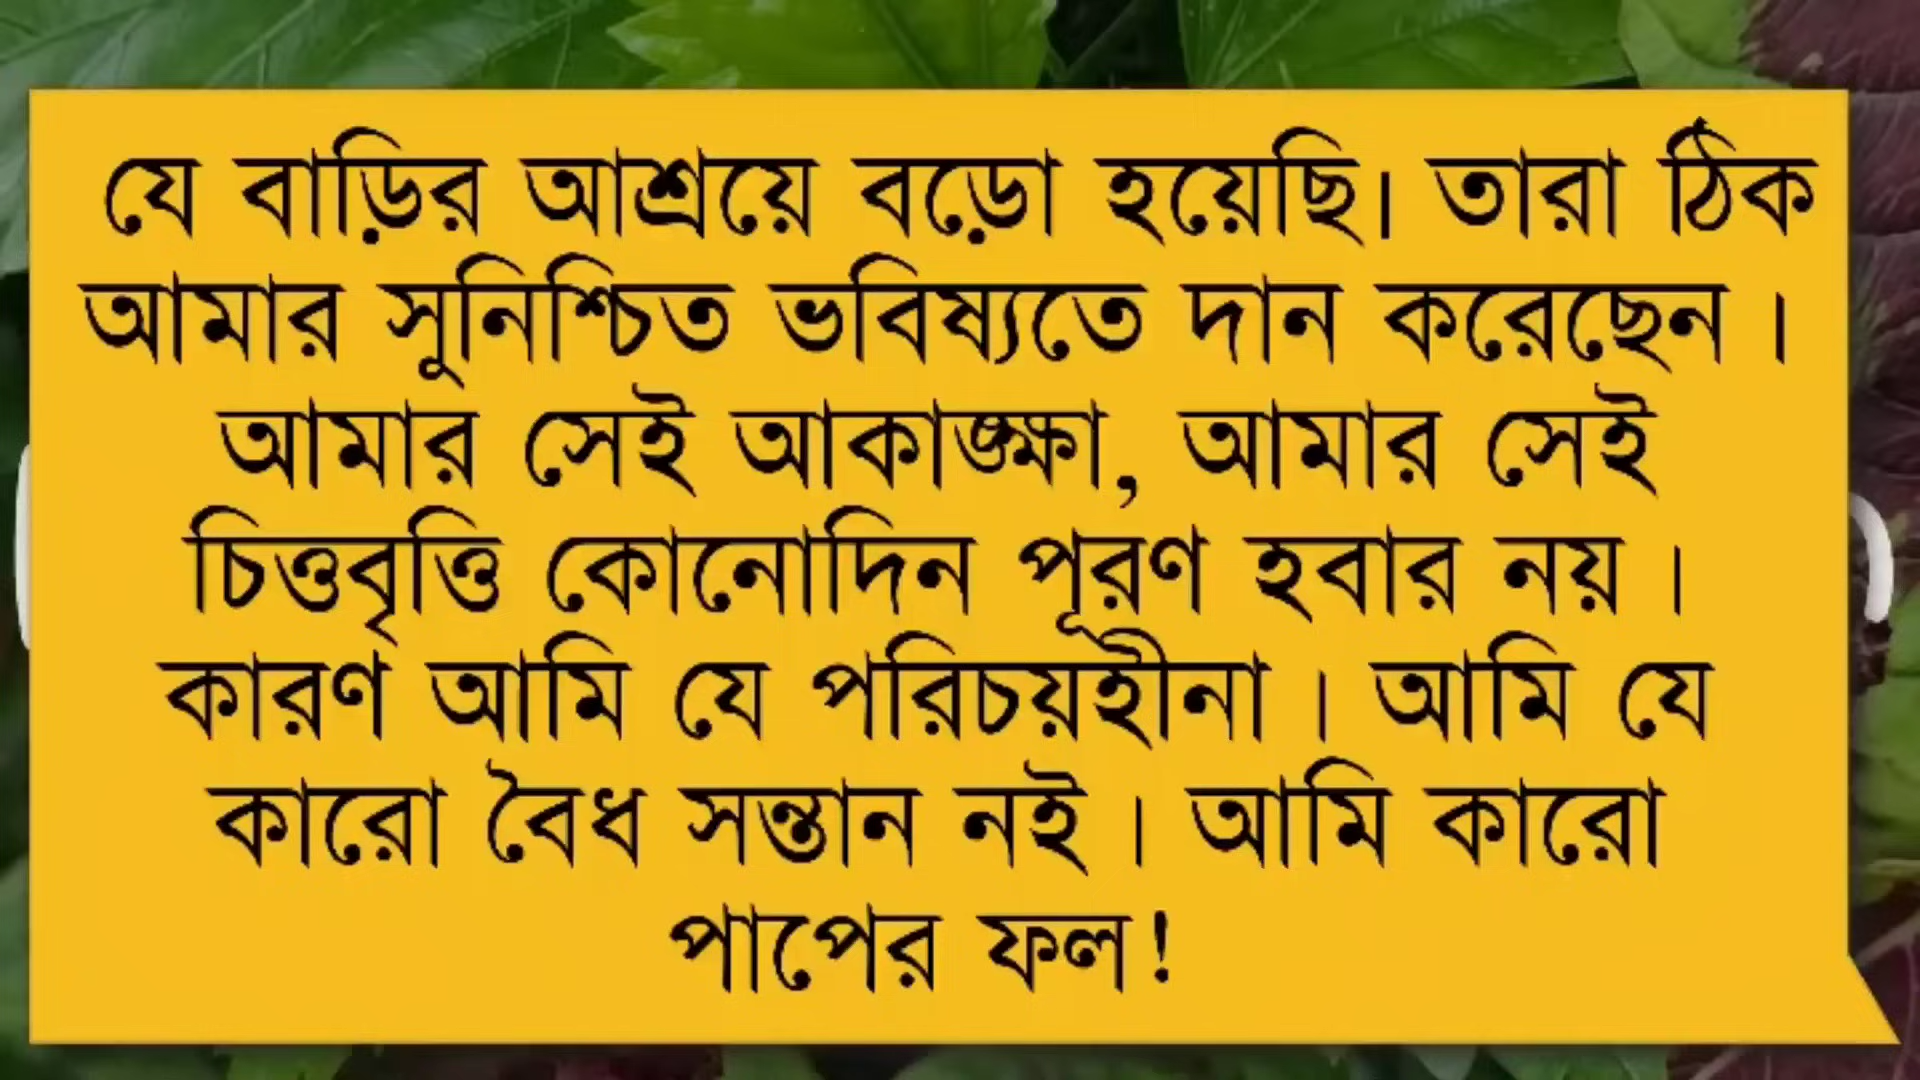 যে বাড়ির আশ্রয়ে বড়ো হয়েছি। তারা ঠিক
আমার সুনিশ্চিত ভবিষ্যতে দান করেছেন ।
আমার সেই আকাঙ্ক্ষা, আমার সেই
চিত্তবৃত্তি কোনোদিন পূরণ হবার নয় ।
কারণ আমি যে পরিচয়হীনা । আমি যে
কারো বৈধ সন্তান নই । আমি কারো
পাপের ফল!